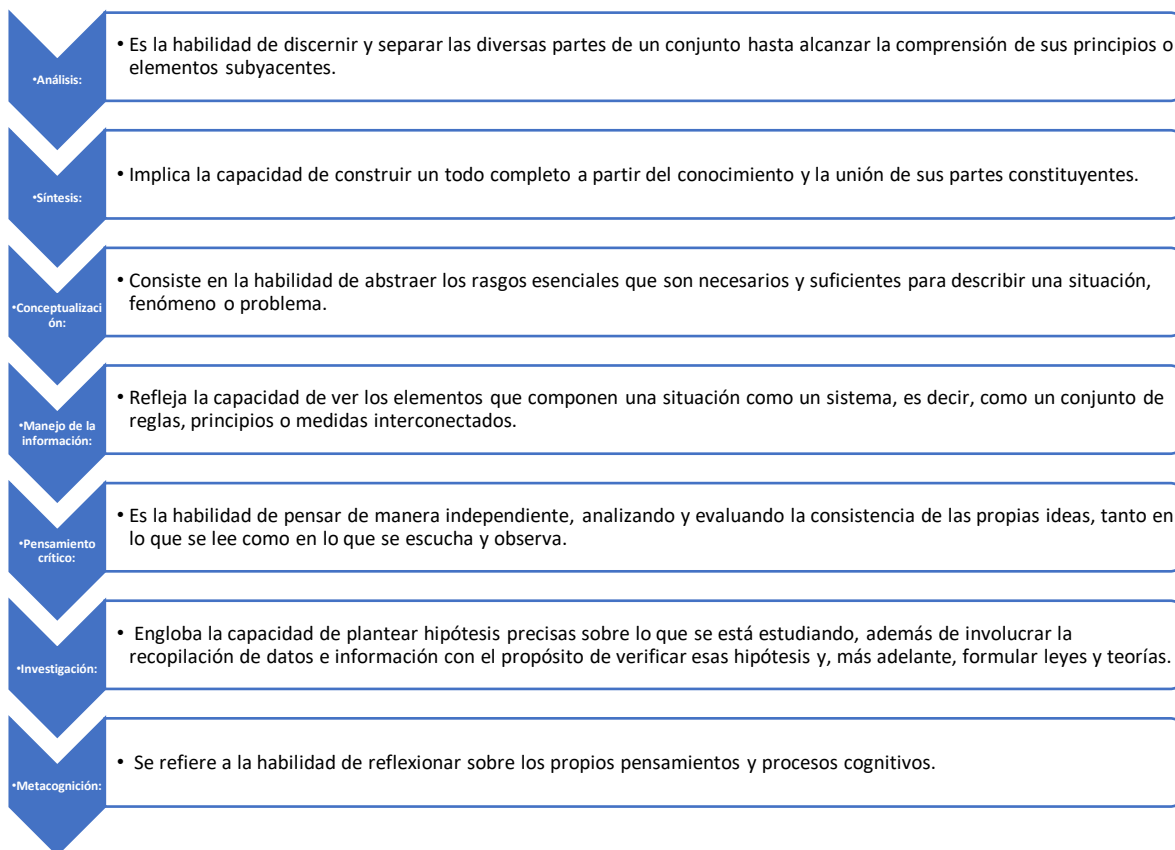 •Análisis:
• Es la habilidad de discernir y separar las diversas partes de un conjunto hasta alcanzar la comprensión de sus principios o
elementos subyacentes.
•Síntesis:
• Implica la capacidad de construir un todo completo a partir del conocimiento y la unión de sus partes constituyentes.
•Conceptualizaci
ón:
• Consiste en la habilidad de abstraer los rasgos esenciales que son necesarios y suficientes para describir una situación,
fenómeno o problema.
•Manejo de la
información:
• Refleja la capacidad de ver los elementos que componen una situación como un sistema, es decir, como un conjunto de
reglas, principios o medidas interconectados.
•Pensamiento
crítico:
• Es la habilidad de pensar de manera independiente, analizando y evaluando la consistencia de las propias ideas, tanto en
lo que se lee como en lo que se escucha y observa.
•Investigación:
• Engloba la capacidad de plantear hipótesis precisas sobre lo que se está estudiando, además de involucrar la
recopilación de datos e información con el propósito de verificar esas hipótesis y, más adelante, formular leyes y teorías.
•Metacognición:
• Se refiere a la habilidad de reflexionar sobre los propios pensamientos y procesos cognitivos.